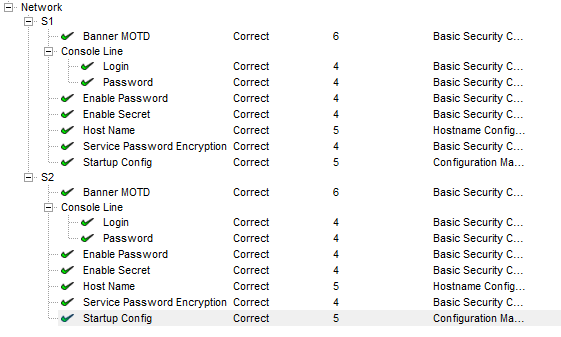 Network
S1
Banner MOTD Correct 6 Basic Security C...
Console Line
Login Correct 4 Basic Security C...
Password Correct 4 Basic Security C...
Enable Password Correct 4 Basic Security C...
Enable Secret Correct 4 Basic Security C...
Host Name Correct 5 Hostname Config...
Service Password Encryption Correct 4 Basic Security C...
Startup Config Correct 5 Configuration Ma...
S2
Banner MOTD Correct 6 Basic Security C...
Console Line
Login Correct 4 Basic Security C...
Password Correct 4 Basic Security C...
Enable Password Correct 4 Basic Security C...
Enable Secret Correct 4 Basic Security C...
Host Name Correct 5 Hostname Config...
Service Password Encryption Correct 4 Basic Security C...
Startup Config Correct 5 Configuration Ma...